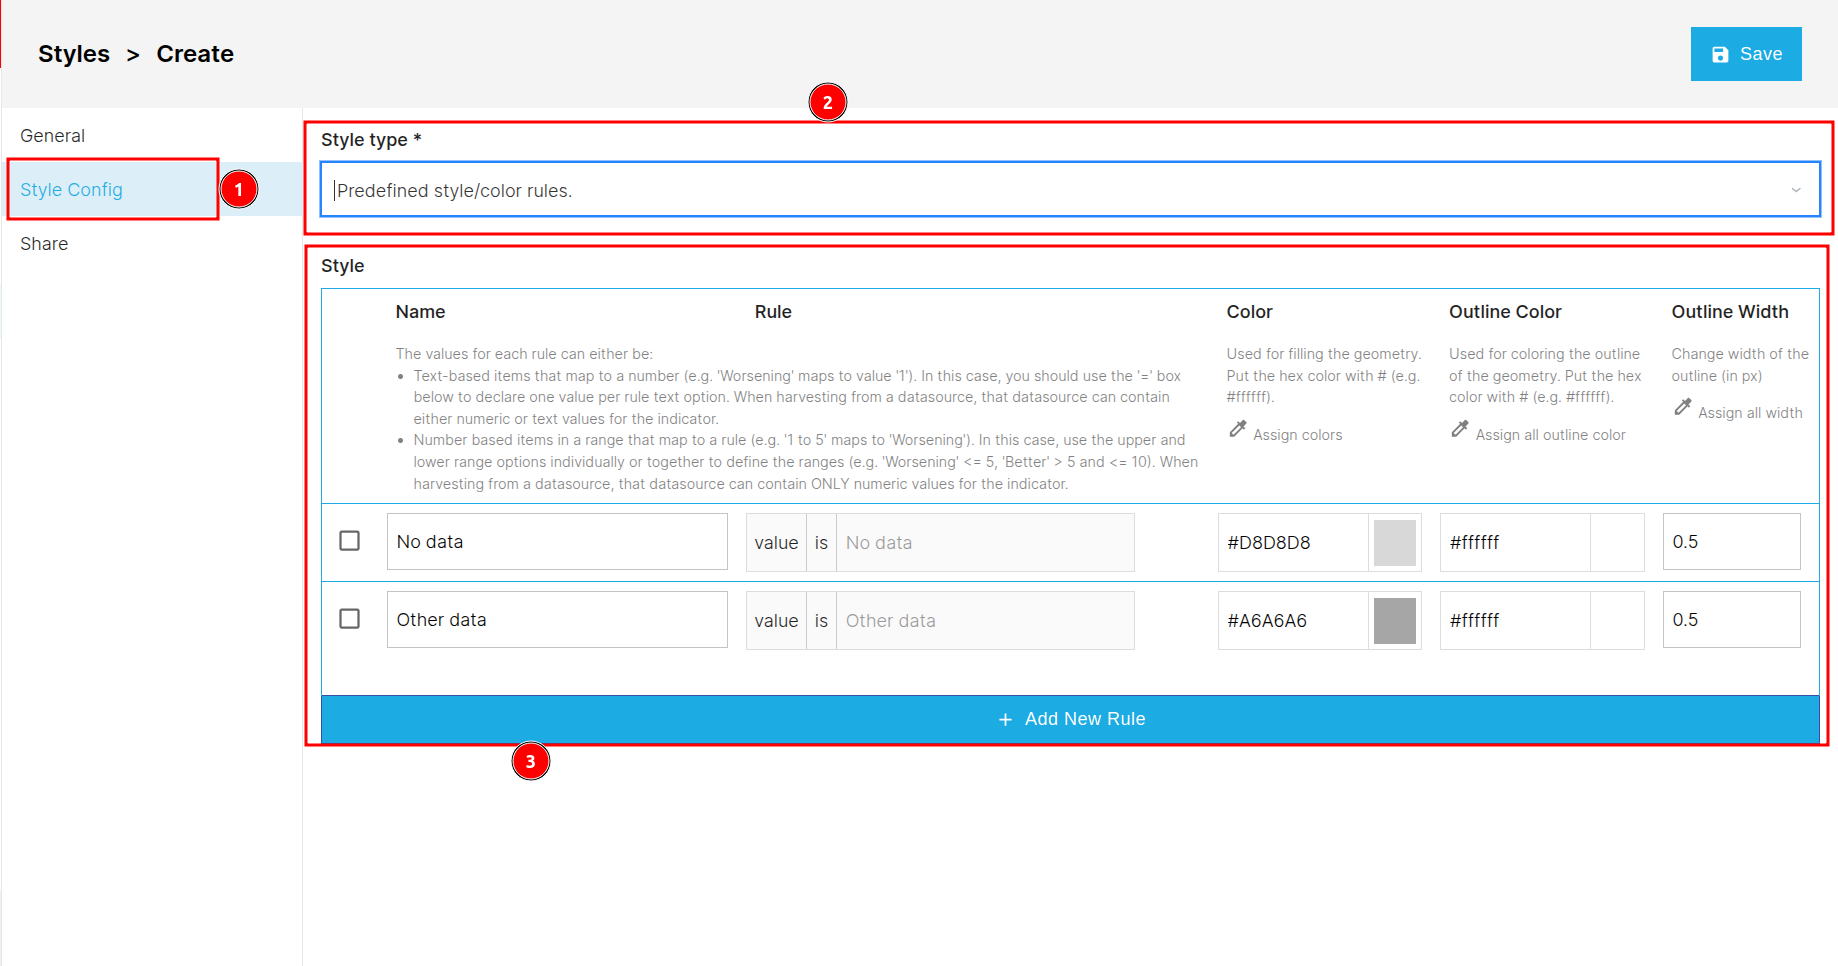 Styles > Create
Save
2
General
Style type *
Style Config
1
Predefined style/color rules.
Share
Style
Name Rule Color Outline Color Outline Width
The values for each rule can either be:
• Text-based items that map to a number (e.g. 'Worsening' maps to value '1'). In this case, you should use the '=' box
below to declare one value per rule text option. When harvesting from a datasource, that datasource can contain
either numeric or text values for the indicator.
• Number based items in a range that map to a rule (e.g. '1 to 5' maps to 'Worsening'). In this case, use the upper and
lower range options individually or together to define the ranges (e.g. 'Worsening' <= 5, 'Better' > 5 and <= 10). When
harvesting from a datasource, that datasource can contain ONLY numeric values for the indicator.
Used for filling the geometry.
Put the hex color with # (e.g.
#ffffff).
Assign colors
Used for coloring the outline
of the geometry. Put the hex
color with # (e.g. #ffffff).
Assign all outline color
Change width of the
outline (in px)
Assign all width
No data value is No data #D8D8D8 #ffffff 0.5
Other data value is Other data #A6A6A6 #ffffff 0.5
+ Add New Rule
3